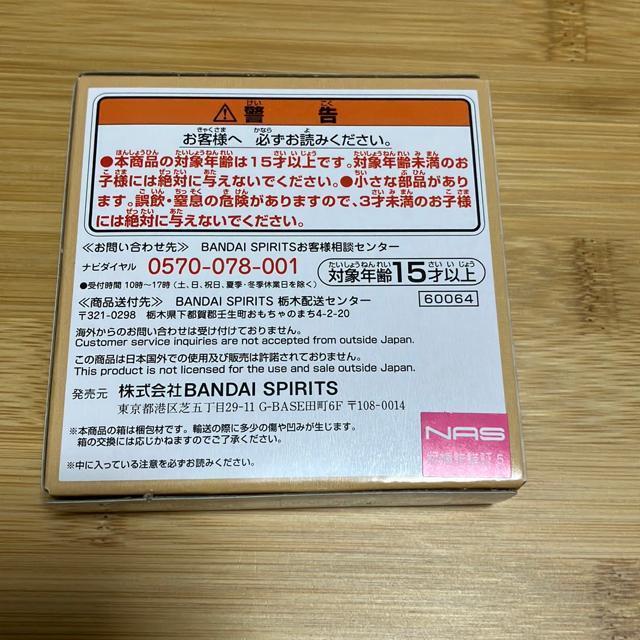 ⚠警告
お客様へ 必ずお読みください。
●本商品の対象年齢は15才以上です。対象年齢未満のお
子様には絶対に与えないでください。●小さな部品があり
ます。誤飲・窒息の危険がありますので、3才未満のお子様
には絶対に与えないでください。
≪お問い合わせ先≫ BANDAI SPIRITSお客様相談センター
ナビダイヤル 0570-078-001 対象年齢15才以上
●受付時間 10時〜17時(土、日、祝日、夏季・冬季休業日を除く)
≪商品送付先≫ BANDAI SPIRITS 栃木配送センター 60064
〒321-0298 栃木県下都賀郡壬生町おもちゃのまち4-2-20
海外からのお問い合わせは受け付けておりません。
Customer service inquiries are not accepted from outside Japan.
この商品は日本国外での使用及び販売は許諾されておりません。
This product is not licensed for the use and sale outside Japan.
発売元 株式会社BANDAI SPIRITS
東京都港区芝五丁目29-11 G-BASE田町6F 〒108-0014
※本商品の箱は梱包材です。輸送の際に多少の傷や凹みが生じます。
箱の交換には応じかねますのでご了承ください。
※中に入っている注意を必ずお読みください。
NAS